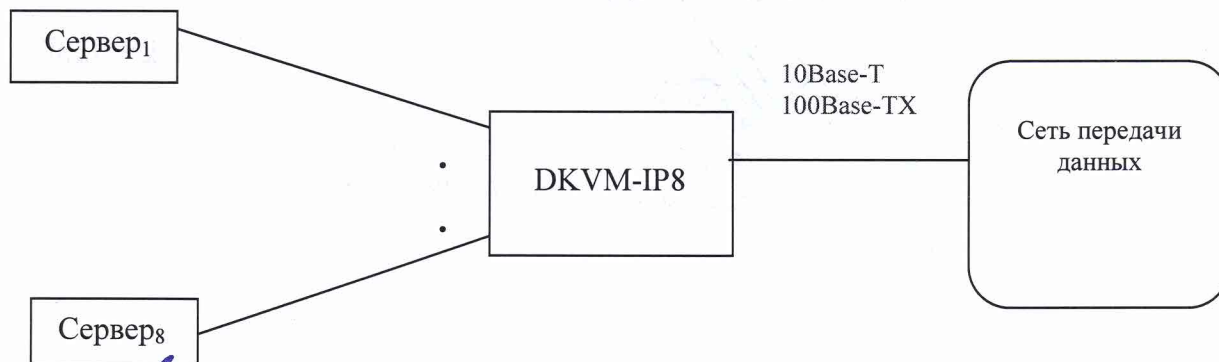 Сервер₁
10Base-T
100Base-TX
Сеть передачи
данных
DKVM-IP8
Сервер₈